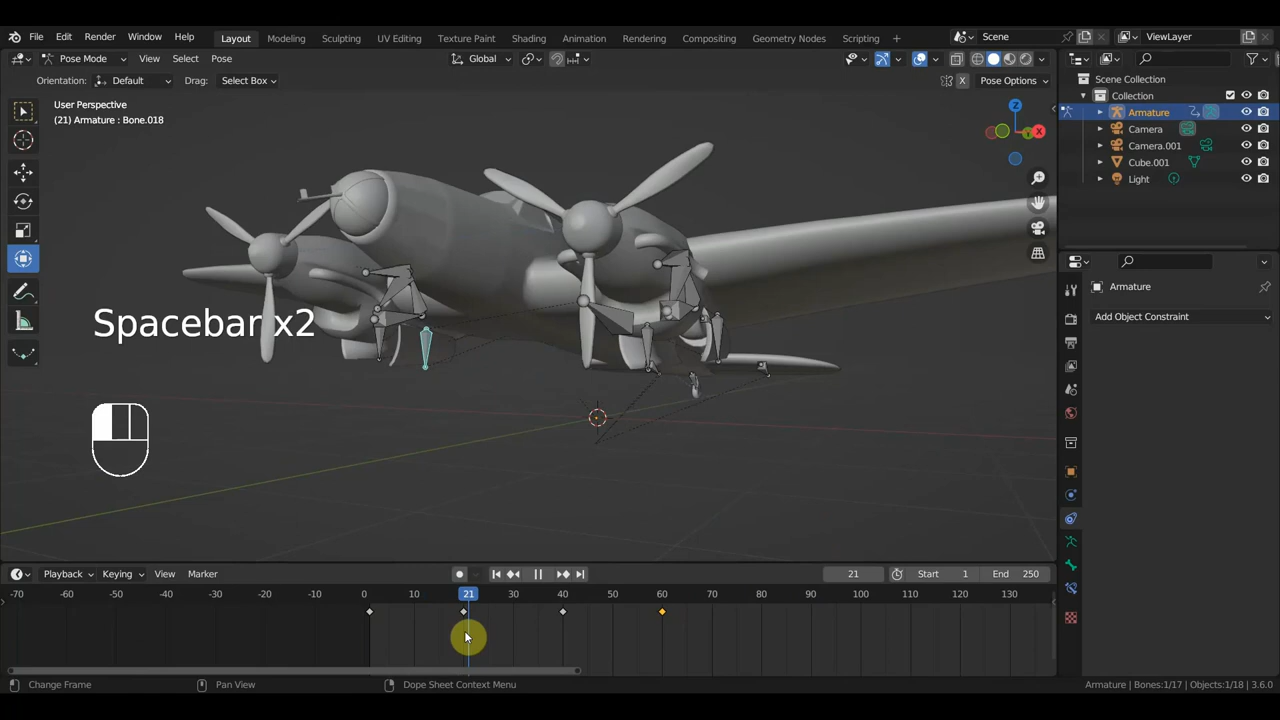 File Edit Render Window Help Layout Modeling Sculpting UV Editing Texture Paint Shading Animation Rendering Compositing Geometry Nodes Scripting + Scene ViewLayer
Pose Mode View Select Pose Global
Orientation: Default Drag: Select Box X Pose Options
User Perspective
(21) Armature : Bone.018
Scene Collection
Collection
Armature
Camera
Camera.001
Cube.001
Light
Z
X
Armature
Add Object Constraint
Spacebar x2
Playback Keying View Marker 21 Start 1 End 250
-70 -60 -50 -40 -30 -20 -10 0 10 21 30 40 50 60 70 80 90 100 110 120 130
Change Frame Pan View Dope Sheet Context Menu Armature | Bones:1/17 | Objects:1/18 | 3.6.0